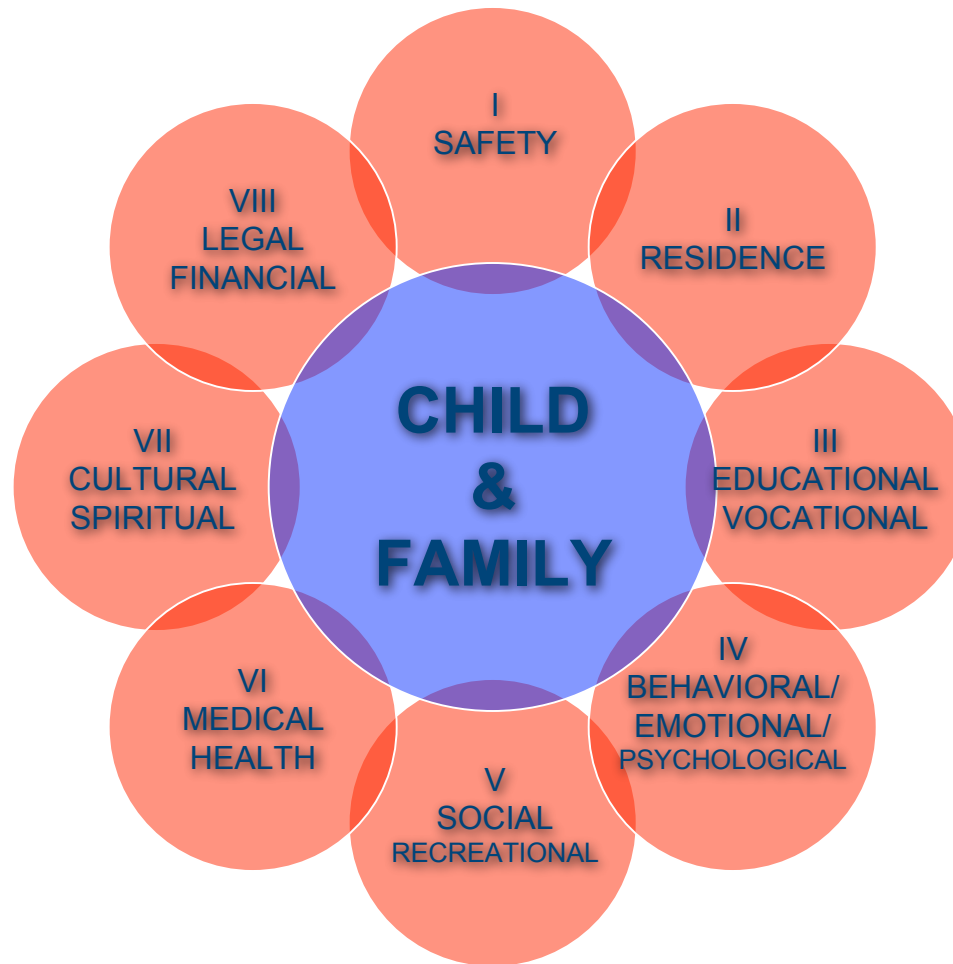 I
SAFETY
II
RESIDENCE
III
EDUCATIONAL
VOCATIONAL
IV
BEHAVIORAL/
EMOTIONAL/
PSYCHOLOGICAL
V
SOCIAL
RECREATIONAL
VI
MEDICAL
HEALTH
VII
CULTURAL
SPIRITUAL
VIII
LEGAL
FINANCIAL
CHILD
&
FAMILY